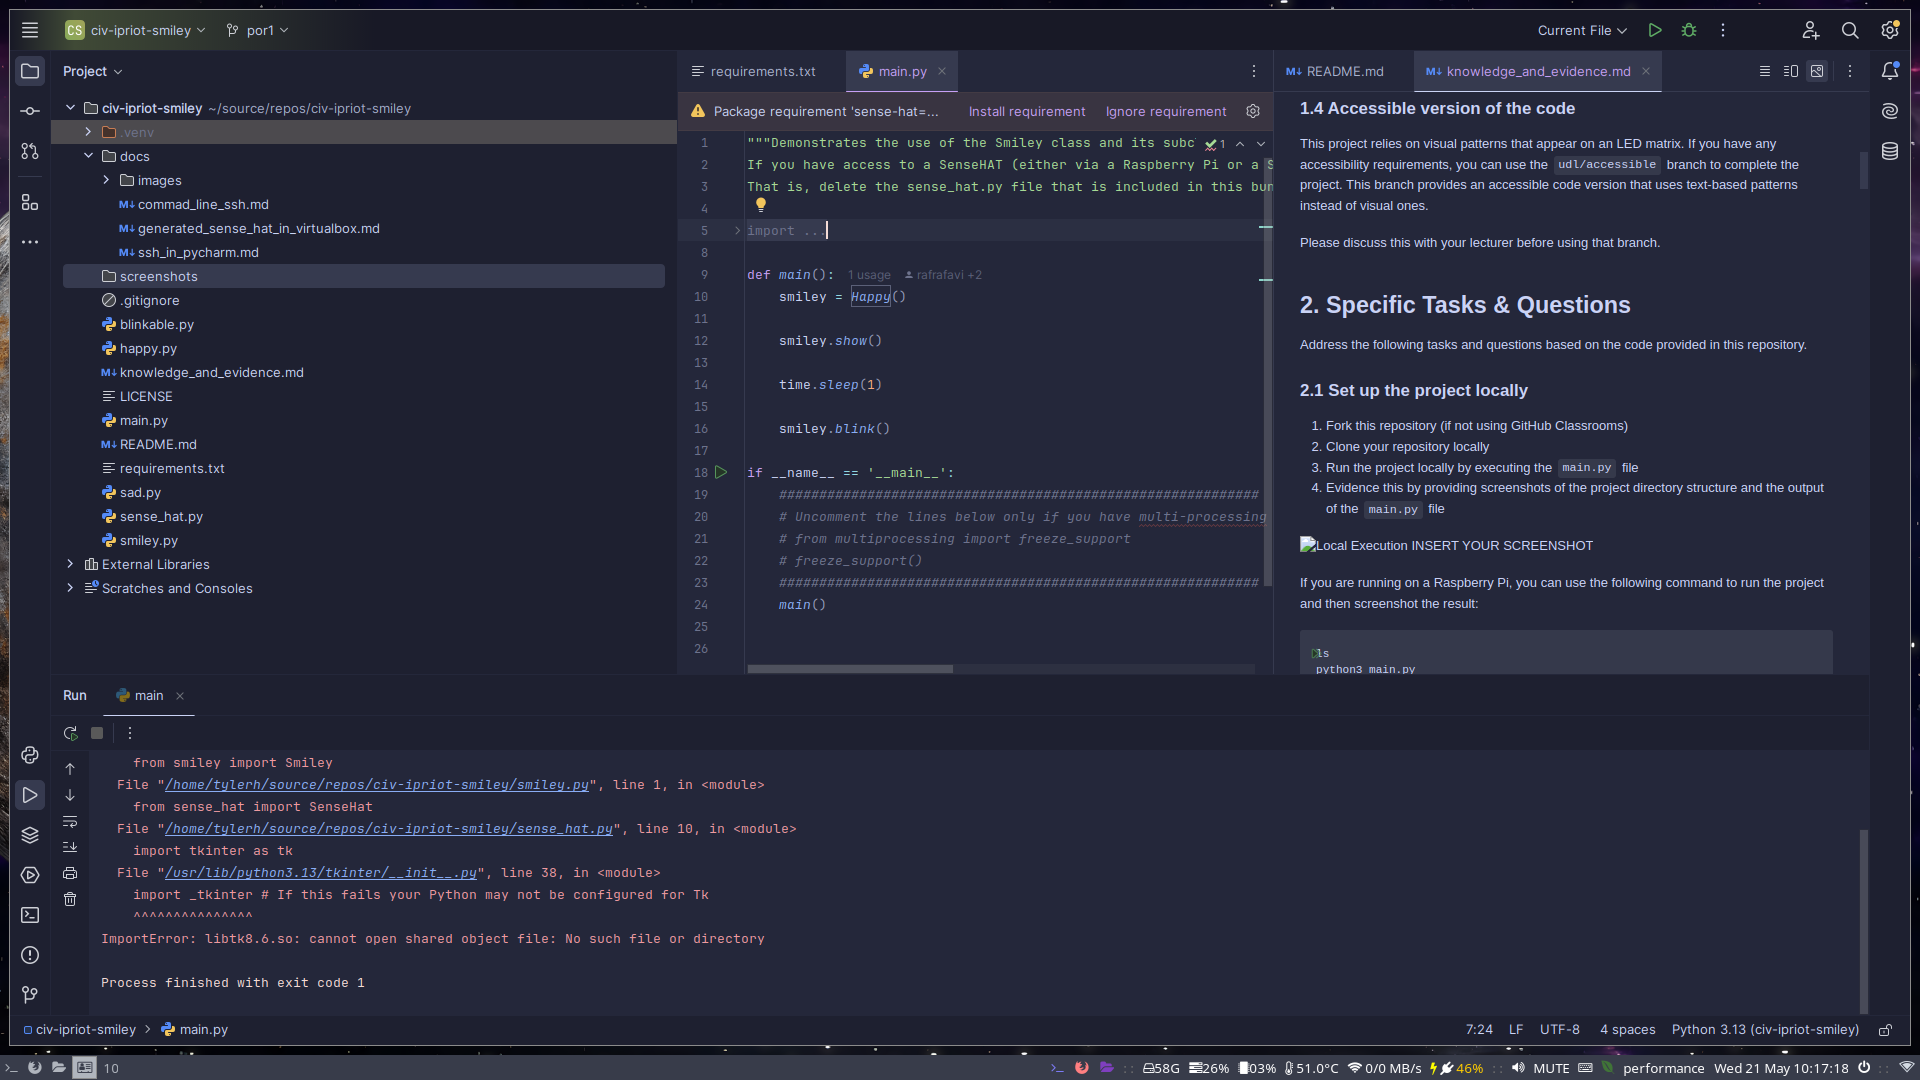 CS civ-ipriot-smiley por1
Current File
Project
civ-ipriot-smiley ~/source/repos/civ-ipriot-smiley
.venv
docs
images
M↓ commad_line_ssh.md
M↓ generated_sense_hat_in_virtualbox.md
M↓ ssh_in_pycharm.md
screenshots
.gitignore
blinkable.py
happy.py
M↓ knowledge_and_evidence.md
LICENSE
main.py
M↓ README.md
requirements.txt
sad.py
sense_hat.py
smiley.py
External Libraries
Scratches and Consoles
requirements.txt main.py
Package requirement 'sense-hat=... Install requirement Ignore requirement
1 """Demonstrates the use of the Smiley class and its subc 1
2 If you have access to a SenseHAT (either via a Raspberry Pi or a S
3 That is, delete the sense_hat.py file that is included in this bun
4
5 import ...
8
9 def main(): 1 usage rafrafavi +2
10 smiley = Happy()
11
12 smiley.show()
13
14 time.sleep(1)
15
16 smiley.blink()
17
18 if __name__ == '__main__':
19 ############################################################
20 # Uncomment the lines below only if you have multi-processing
21 # from multiprocessing import freeze_support
22 # freeze_support()
23 ############################################################
24 main()
25
26
M↓ README.md M↓ knowledge_and_evidence.md
1.4 Accessible version of the code
This project relies on visual patterns that appear on an LED matrix. If you have any
accessibility requirements, you can use the udl/accessible branch to complete the
project. This branch provides an accessible code version that uses text-based patterns
instead of visual ones.
Please discuss this with your lecturer before using that branch.
2. Specific Tasks & Questions
Address the following tasks and questions based on the code provided in this repository.
2.1 Set up the project locally
1. Fork this repository (if not using GitHub Classrooms)
2. Clone your repository locally
3. Run the project locally by executing the main.py file
4. Evidence this by providing screenshots of the project directory structure and the output
of the main.py file
Local Execution INSERT YOUR SCREENSHOT
If you are running on a Raspberry Pi, you can use the following command to run the project
and then screenshot the result:
ls
python3 main.py
Run main
from smiley import Smiley
File "/home/tylerh/source/repos/civ-ipriot-smiley/smiley.py", line 1, in <module>
from sense_hat import SenseHat
File "/home/tylerh/source/repos/civ-ipriot-smiley/sense_hat.py", line 10, in <module>
import tkinter as tk
File "/usr/lib/python3.13/tkinter/__init__.py", line 38, in <module>
import _tkinter # If this fails your Python may not be configured for Tk
^^^^^^^^^^^^^^^
ImportError: libtk8.6.so: cannot open shared object file: No such file or directory
Process finished with exit code 1
civ-ipriot-smiley main.py
7:24 LF UTF-8 4 spaces Python 3.13 (civ-ipriot-smiley)
10 58G 26% 03% 51.0°C 0/0 MB/s 46% MUTE performance Wed 21 May 10:17:18